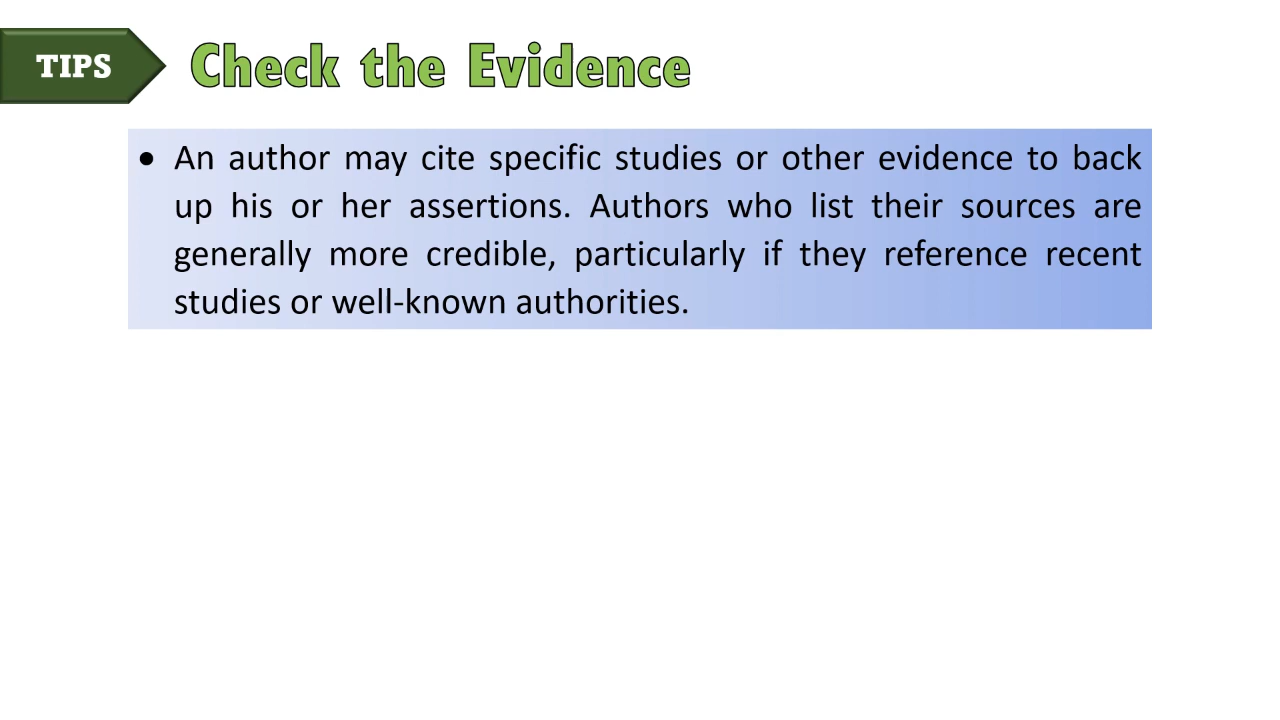 TIPS
Check the Evidence
• An author may cite specific studies or other evidence to back
up his or her assertions. Authors who list their sources are
generally more credible, particularly if they reference recent
studies or well-known authorities.